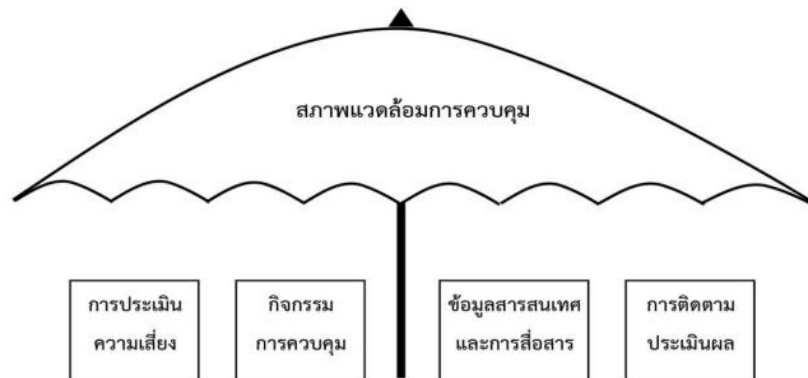 สภาพแวดล้อมการควบคุม
การประเมิน
ความเสี่ยง
กิจกรรม
การควบคุม
ข้อมูลสารสนเทศ
และการสื่อสาร
การติดตาม
ประเมินผล